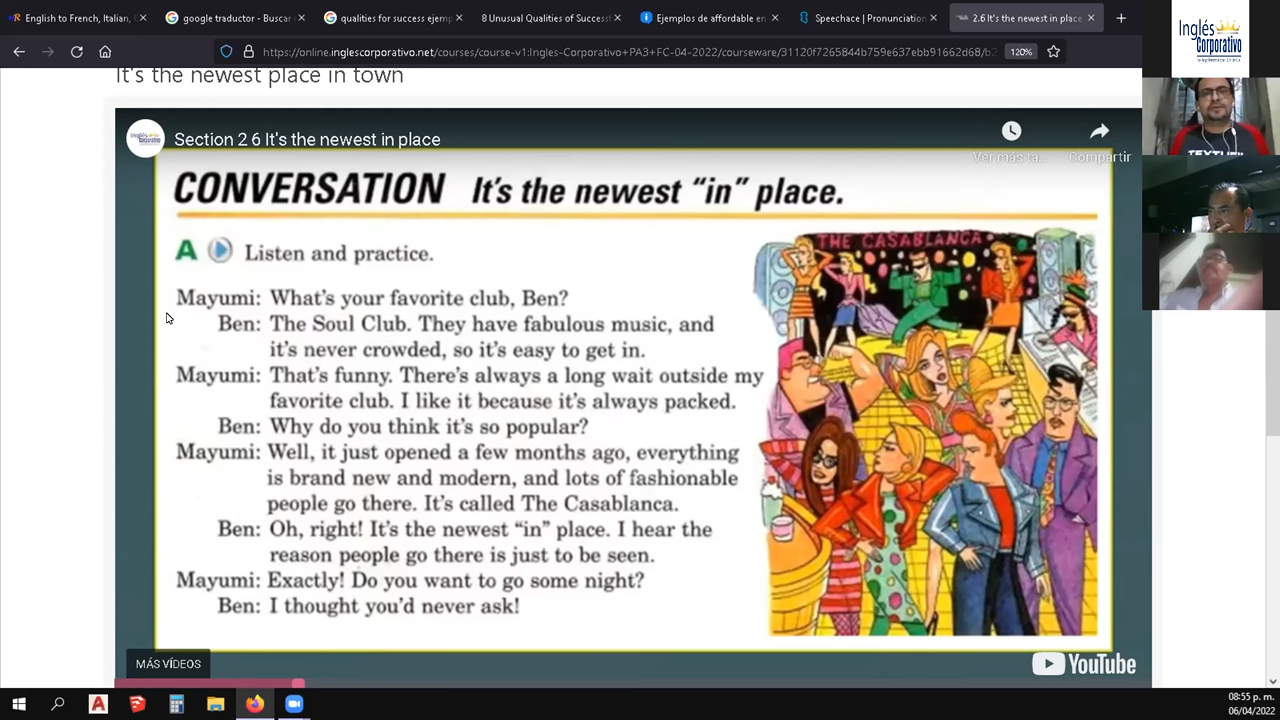 English to French, Italian,
google traductor - Buscar
qualities for success ejemp
8 Unusual Qualities of Success
Ejemplos de affordable en
Speechace | Pronunciation
2.6 It's the newest in place
https://online.inglescorporativo.net/courses/course-v1:Ingles-Corporativo+PA3+FC-04-2022/courseware/31120f7265844b759e637ebb91662d68/b2
120%
Inglés
Corporativo
It's the newest place in town
Section 2 6 It's the newest in place
Ver más ta...
Compartir
CONVERSATION It's the newest "in" place.
A Listen and practice.
THE CASABLANCA
Mayumi: What's your favorite club, Ben?
Ben: The Soul Club. They have fabulous music, and
it's never crowded, so it's easy to get in.
Mayumi: That's funny. There's always a long wait outside my
favorite club. I like it because it's always packed.
Ben: Why do you think it's so popular?
Mayumi: Well, it just opened a few months ago, everything
is brand new and modern, and lots of fashionable
people go there. It's called The Casablanca.
Ben: Oh, right! It's the newest "in" place. I hear the
reason people go there is just to be seen.
Mayumi: Exactly! Do you want to go some night?
Ben: I thought you'd never ask!
MÁS VÍDEOS
YouTube
08:55 p. m.
06/04/2022